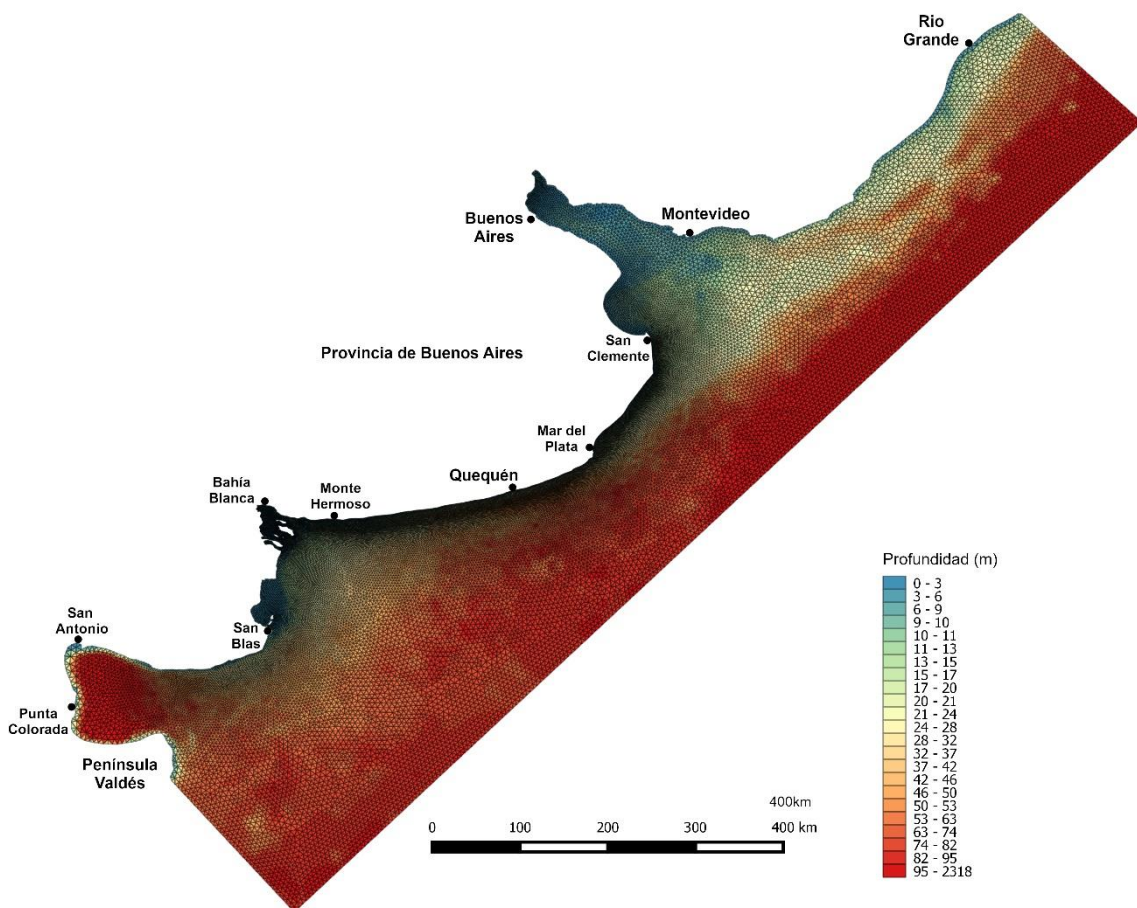 Rio
Grande
Buenos
Aires
Montevideo
San
Clemente
Provincia de Buenos Aires
Mar del
Plata
Quequén
Bahía
Blanca
Monte
Hermoso
San
Antonio
San
Blas
Punta
Colorada
Península
Valdés
400km
0 100 200 300 400 km
Profundidad (m)
0 - 3
3 - 6
6 - 9
9 - 10
10 - 11
11 - 13
13 - 15
15 - 17
17 - 20
20 - 21
21 - 24
24 - 28
28 - 32
32 - 37
37 - 42
42 - 46
46 - 50
50 - 53
53 - 63
63 - 74
74 - 82
82 - 95
95 - 2318